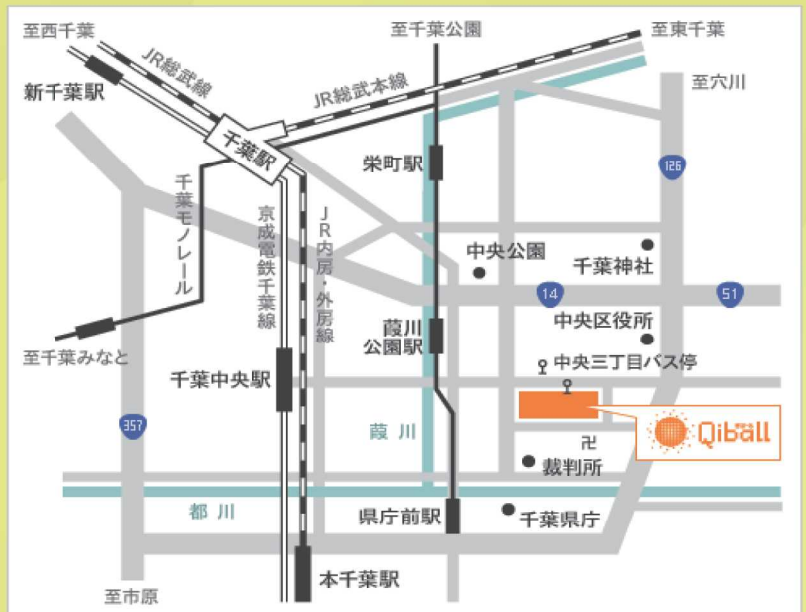 至西千葉
至千葉公園
至東千葉
JR総武線
JR総武本線
至穴川
新千葉駅
千葉駅
栄町駅
126
千葉モノレール
京成電鉄千葉線
JR内房・外房線
中央公園
千葉神社
14
51
葭川
公園駅
中央区役所
至千葉みなと
千葉中央駅
中央三丁目バス停
357
葭川
Qiball
卍
裁判所
都川
県庁前駅
千葉県庁
本千葉駅
至市原